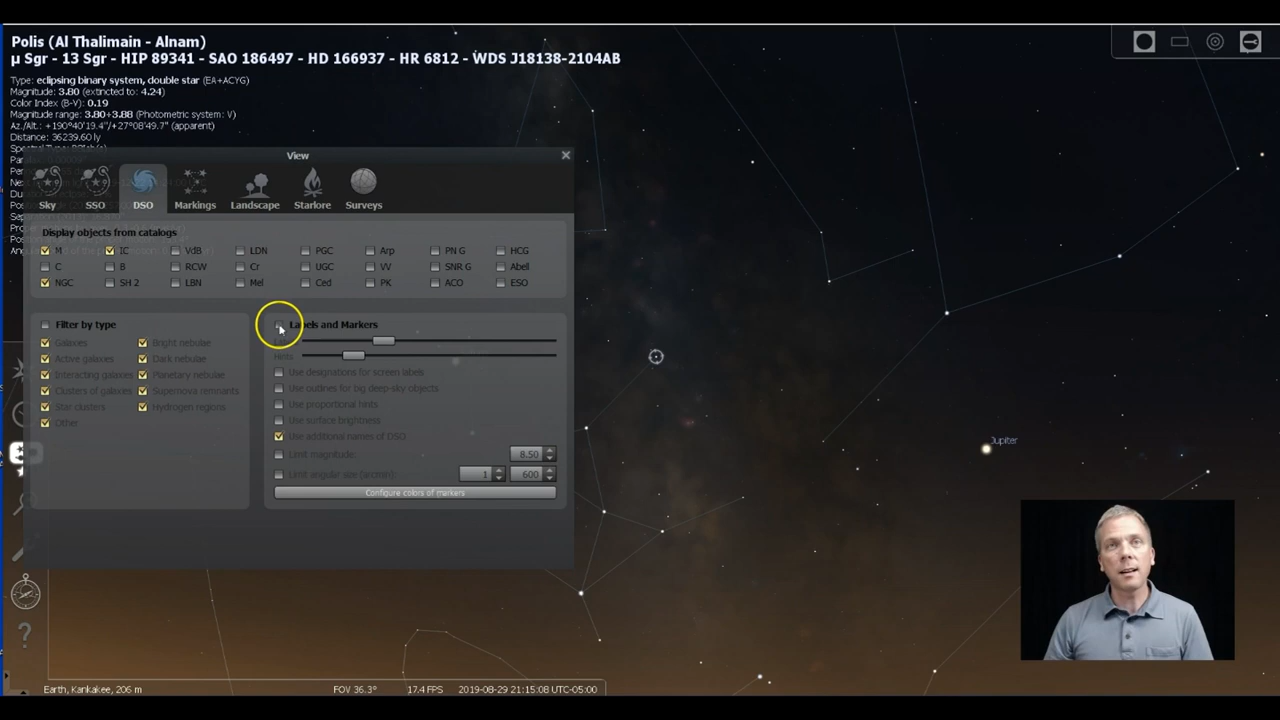 Polis (Al Thalimain - Alnam)
μ Sgr - 13 Sgr - HIP 89341 - SAO 186497 - HD 166937 - HR 6812 - WDS J18138-2104AB
Type: eclipsing binary system, double star (EA+ACYG)
Magnitude: 3.80 (extincted to: 4.24)
Color Index (B-V): 0.19
Magnitude range: 3.80÷3.88 (Photometric system: V)
Az./Alt.: +190°40'19.4"/+27°08'49.7" (apparent)
Distance: 36239.60 ly
View
Sky SSO DSO Markings Landscape Starlore Surveys
Display objects from catalogs
M IC VdB LDN PGC Arp PN G HCG
C B RCW Cr UGC VV SNR G Abell
NGC SH 2 LBN Mel Ced PK ACO ESO
Filter by type
Galaxies Bright nebulae
Active galaxies Dark nebulae
Interacting galaxies Planetary nebulae
Clusters of galaxies Supernova remnants
Star clusters Hydrogen regions
Other
Labels and Markers
Hints
Use designations for screen labels
Use outlines for big deep-sky objects
Use proportional hints
Use surface brightness
Use additional names of DSO
Limit magnitude: 8.50
Limit angular size (arcmin): 1 600
Configure colors of markers
Jupiter
Earth, Kankakee, 206 m FOV 36.3° 17.4 FPS 2019-08-29 21:15:08 UTC-05:00